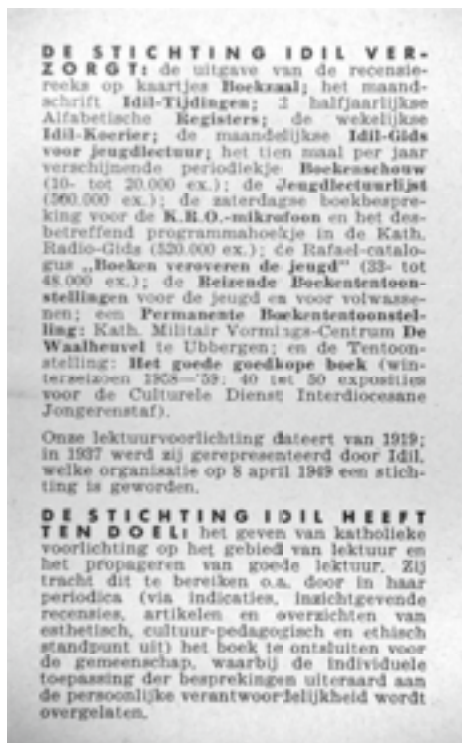 DE STICHTING IDIL VER-
ZORGT: de uitgave van de recensie-
reeks op kaartjes Boekzaal; het maand-
schrift Idil-Tijdingen; 2 halfjaarlijkse
Alfabetische Registers; de wekelijkse
Idil-Koerier; de maandelijkse Idil-Gids
voor jeugdlectuur; het tien maal per jaar
verschijnende periodiekje Boekenschouw
(10- tot 20.000 ex.); de Jeugdlectuurlijst
(560.000 ex.); de zaterdagse boekbespre-
king voor de K.R.O.-mikrofoon en het des-
betreffend programmahoekje in de Kath.
Radio-Gids (520.000 ex.); de Rafael-catalo-
gus „Boeken veroveren de jeugd" (33- tot
48.000 ex.); de Reizende Boekententoon-
stellingen voor de jeugd en voor volwasse-
nen; een Permanente Boekententoonstel-
ling: Kath. Militair Vormings-Centrum De
Waalheuvel te Ubbergen; en de Tentoon-
stelling: Het goede goedkope boek (win-
terseizoen 1958—'59: 40 tot 50 exposities
voor de Culturele Dienst Interdiocesane
Jongerenstaf).
Onze lektuurvoorlichting dateert van 1919;
in 1937 werd zij gerepresenteerd door Idil,
welke organisatie op 8 april 1949 een stich-
ting is geworden.
DE STICHTING IDIL HEEFT
TEN DOEL: het geven van katholieke
voorlichting op het gebied van lektuur en
het propageren van goede lektuur. Zij
tracht dit te bereiken o.a. door in haar
periodica (via indicaties, inzichtgevende
recensies, artikelen en overzichten van
esthetisch, cultuur-pedagogisch en ethisch
standpunt uit) het boek te ontsluiten voor
de gemeenschap, waarbij de individuele
toepassing der besprekingen uiteraard aan
de persoonlijke verantwoordelijkheid wordt
overgelaten.